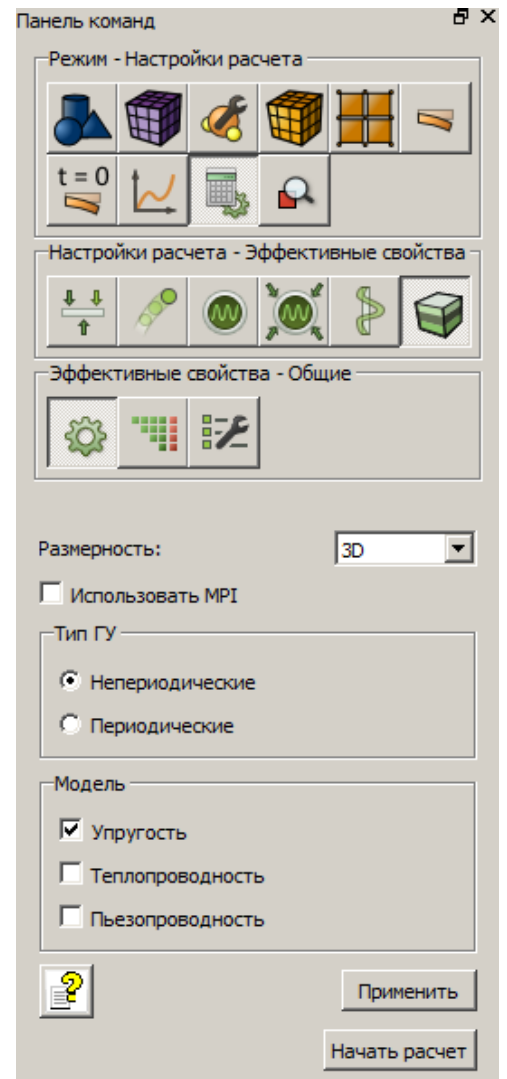 Панель команд
Режим - Настройки расчета
t = 0
Настройки расчета - Эффективные свойства
Эффективные свойства - Общие
Размерность:
3D
Использовать MPI
Тип ГУ
Непериодические
Периодические
Модель
Упругость
Теплопроводность
Пьезопроводность
Применить
Начать расчет